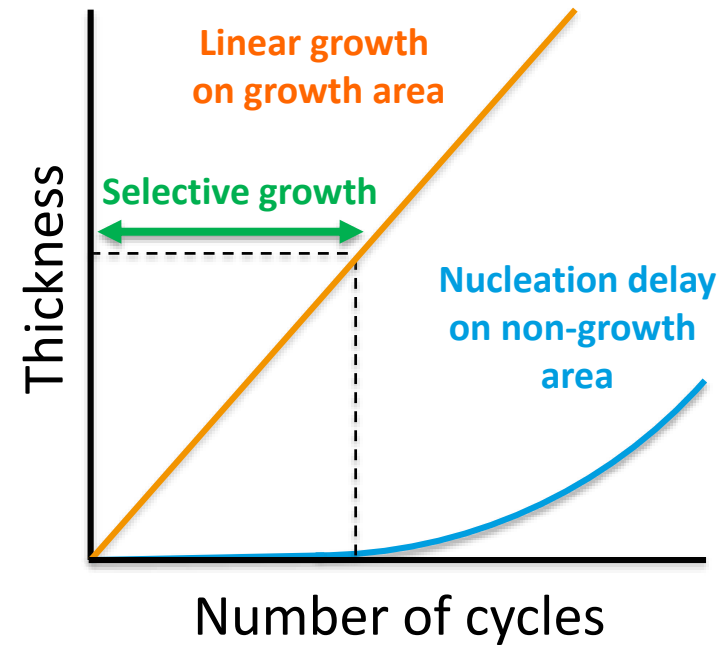 Linear growth
on growth area
Selective growth
Thickness
Nucleation delay
on non-growth
area
Number of cycles